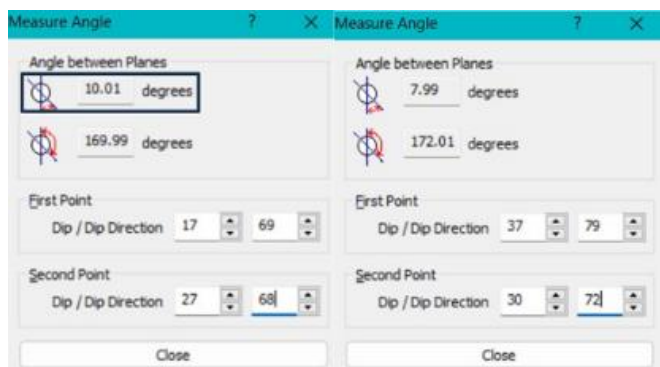 Measure Angle ? ×
Angle between Planes
10.01 degrees
169.99 degrees
First Point
Dip / Dip Direction 17 69
Second Point
Dip / Dip Direction 27 68
Close
Measure Angle ? ×
Angle between Planes
7.99 degrees
172.01 degrees
First Point
Dip / Dip Direction 37 79
Second Point
Dip / Dip Direction 30 72
Close